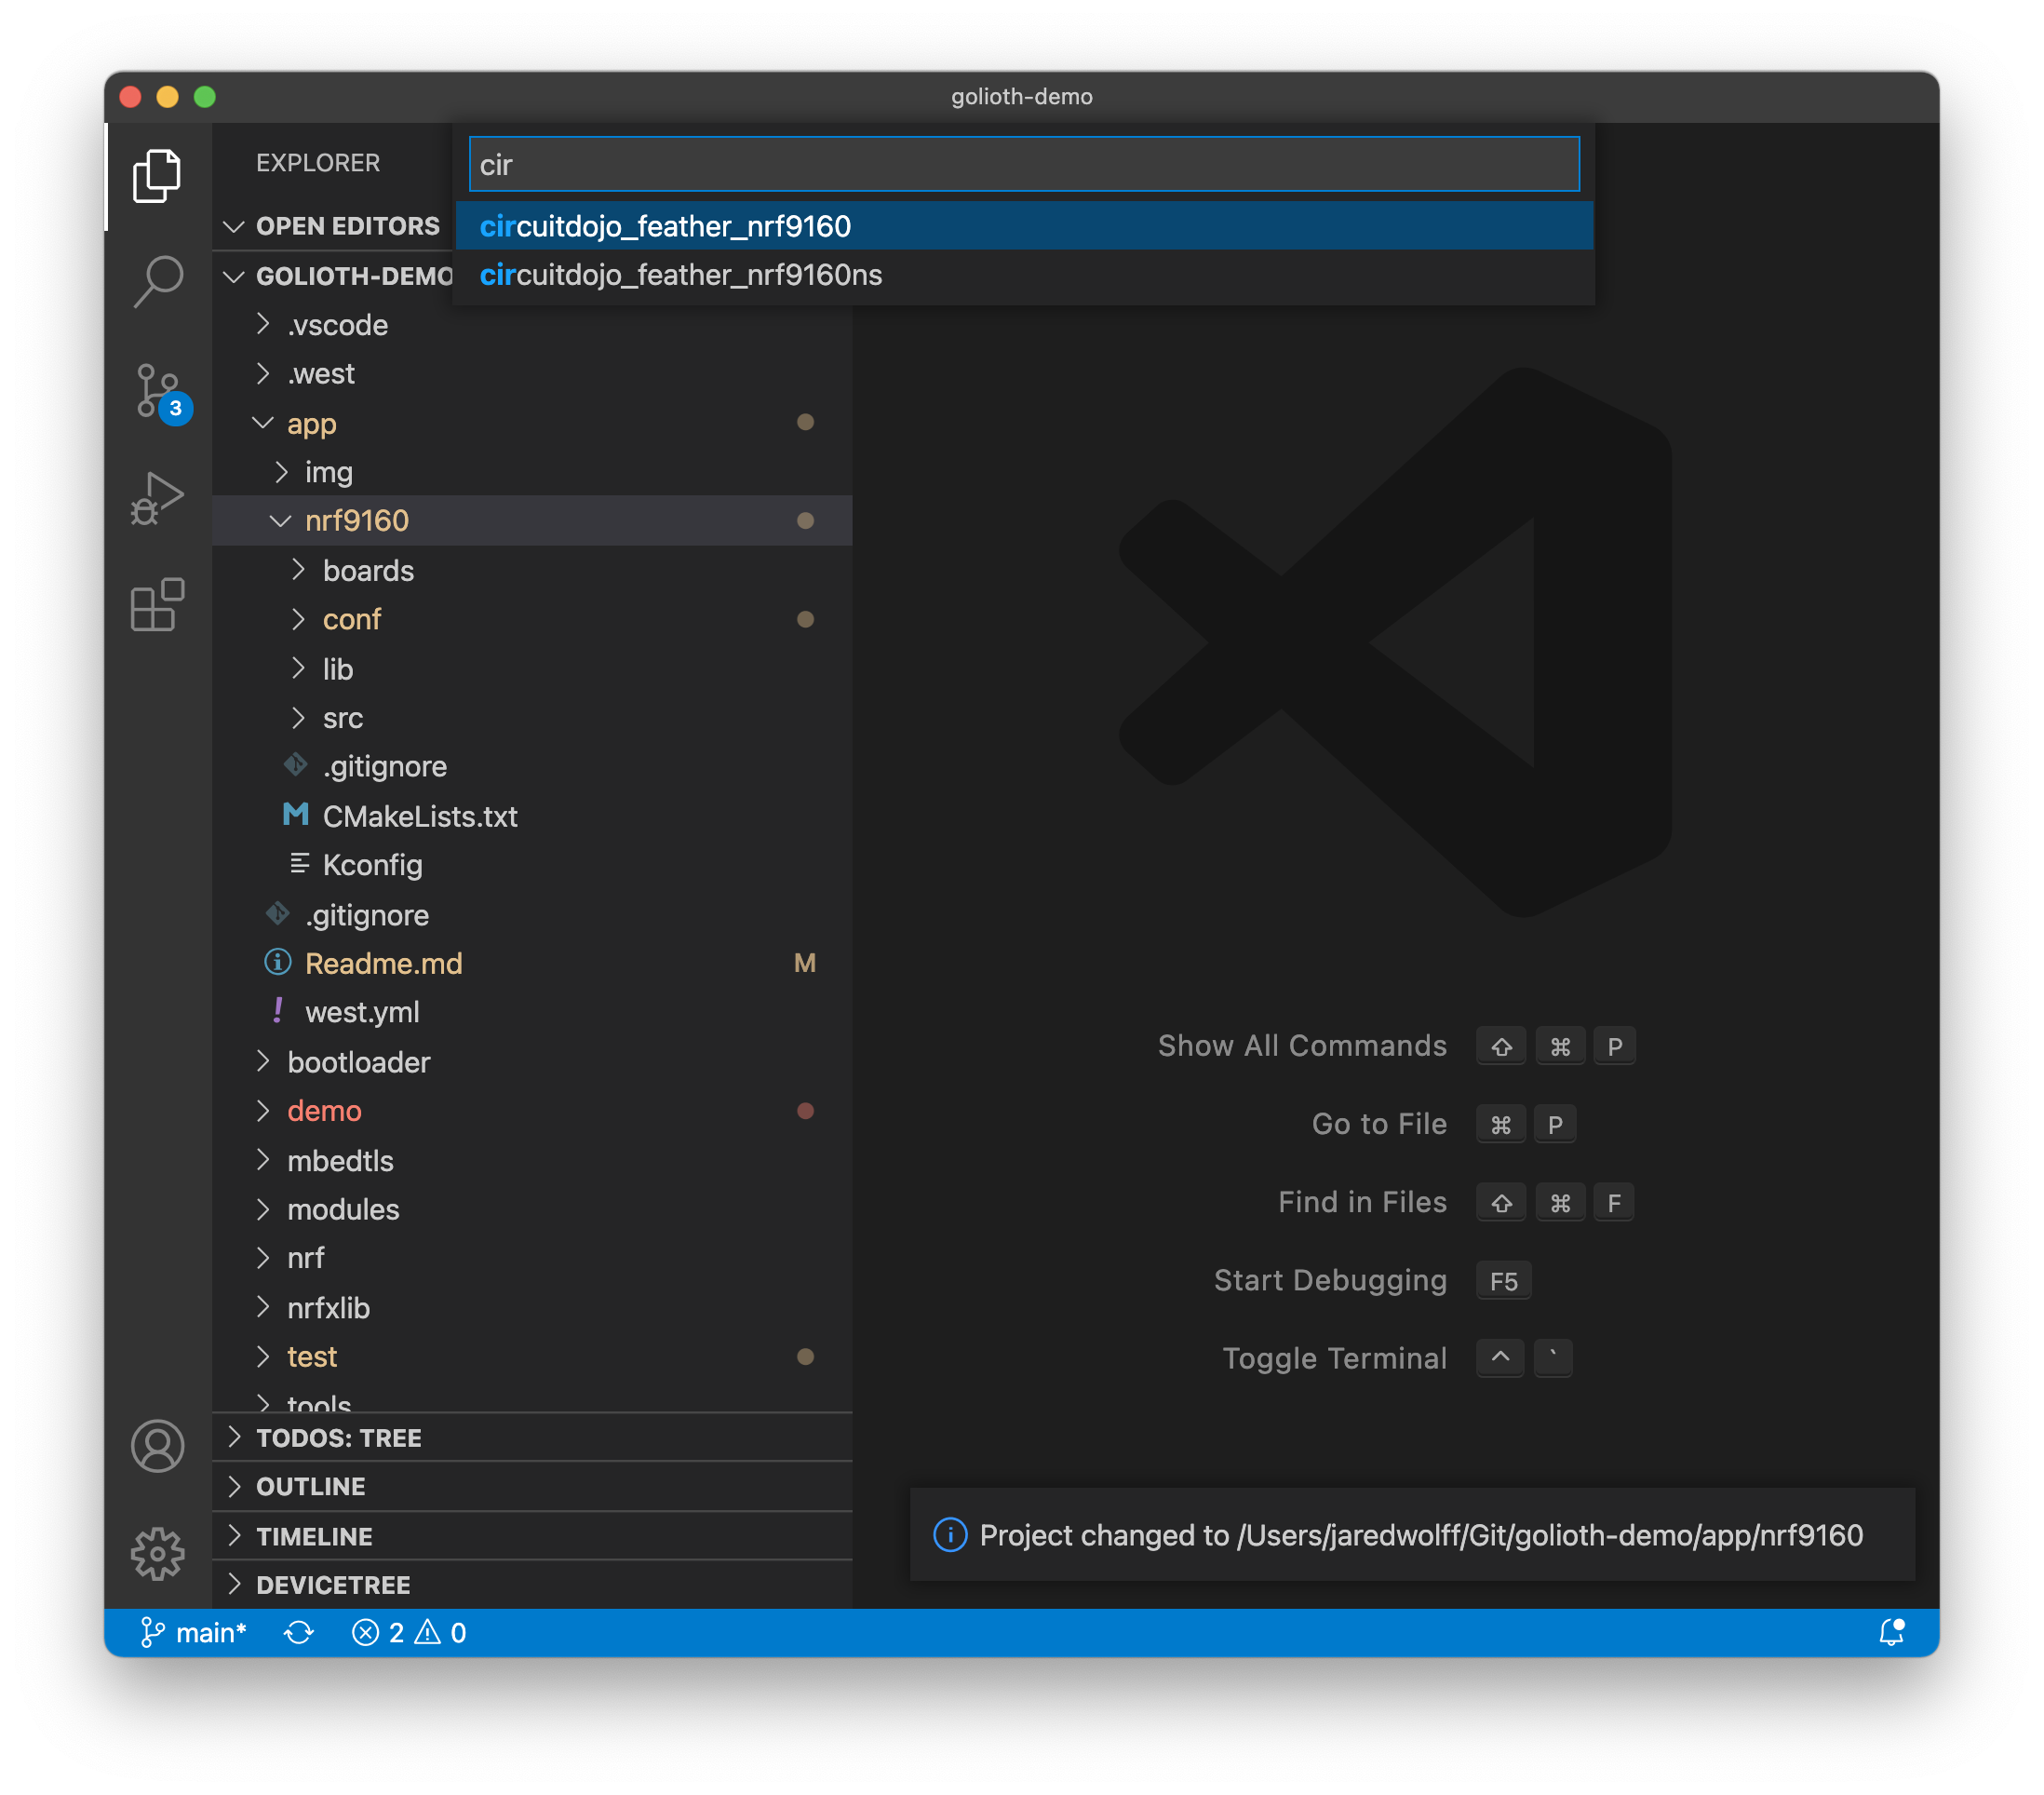 golioth-demo
cir
circuitdojo_feather_nrf9160
circuitdojo_feather_nrf9160ns
EXPLORER
OPEN EDITORS
GOLIOTH-DEMO
.vscode
.west
app
img
nrf9160
boards
conf
lib
src
.gitignore
CMakeLists.txt
Kconfig
.gitignore
Readme.md M
west.yml
bootloader
demo
mbedtls
modules
nrf
nrfxlib
test
tools
TODOS: TREE
OUTLINE
TIMELINE
DEVICETREE
3
Show All Commands ⇧ ⌘ P
Go to File ⌘ P
Find in Files ⇧ ⌘ F
Start Debugging F5
Toggle Terminal ^ `
Project changed to /Users/jaredwolff/Git/golioth-demo/app/nrf9160
main* 2 0